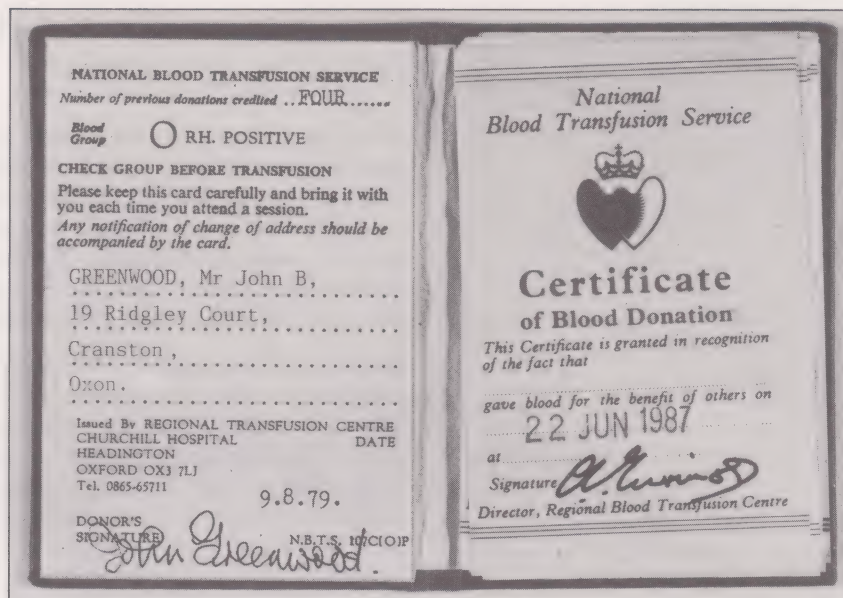 NATIONAL BLOOD TRANSFUSION SERVICE
Number of previous donations credited ..FOUR......
Blood
Group O RH. POSITIVE
CHECK GROUP BEFORE TRANSFUSION
Please keep this card carefully and bring it with
you each time you attend a session.
Any notification of change of address should be
accompanied by the card.
GREENWOOD, Mr John B,
19 Ridgley Court,
Cranston,
Oxon.
Issued By REGIONAL TRANSFUSION CENTRE
CHURCHILL HOSPITAL DATE
HEADINGTON
OXFORD OX3 7LJ
Tel. 0865-65711
9.8.79.
DONOR'S
SIGNATURE N.B.T.S. 107C(O)P
John Greenwood.
National
Blood Transfusion Service
Certificate
of Blood Donation
This Certificate is granted in recognition
of the fact that
gave blood for the benefit of others on
22 JUN 1987
at
Signature
Director, Regional Blood Transfusion Centre